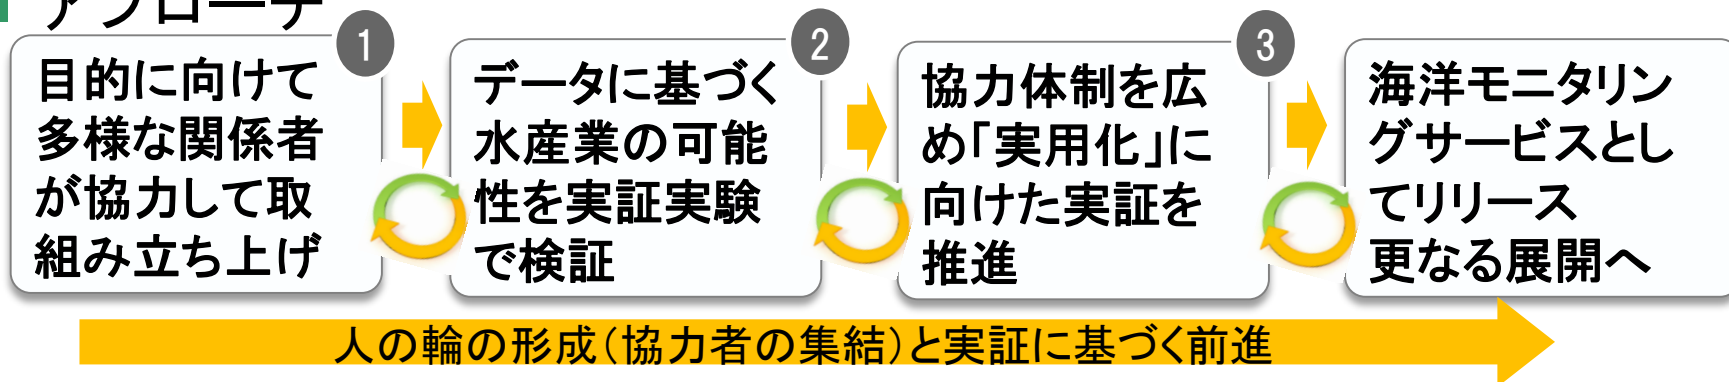 アプローチ
1
目的に向けて
多様な関係者
が協力して取
組み立ち上げ
2
データに基づく
水産業の可能
性を実証実験
で検証
3
協力体制を広
め「実用化」に
向けた実証を
推進
海洋モニタリン
グサービスとし
てリリース
更なる展開へ
人の輪の形成(協力者の集結)と実証に基づく前進